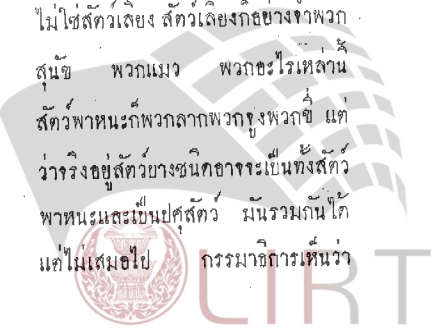 ไม่ใช่สัตว์เลี้ยง สัตว์เลี้ยงก็อย่างจำพวก
สุนัข พวกแมว พวกอะไรเหล่านี้
สัตว์พาหนะก็พวกลากพวกจูงพวกขี่ แต่
ว่าจริงอยู่สัตว์บางชนิดอาจจะเป็นทั้งสัตว์
พาหนะและเป็นปศุสัตว์ มันรวมกันได้
แต่ไม่เสมอไป กรรมาธิการเห็นว่า
LIRT